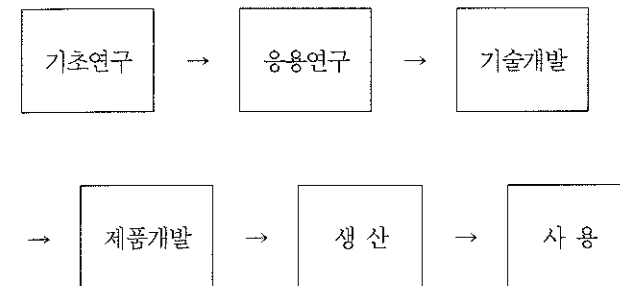 기초연구 → 응용연구 → 기술개발
→ 제품개발 → 생 산 → 사 용